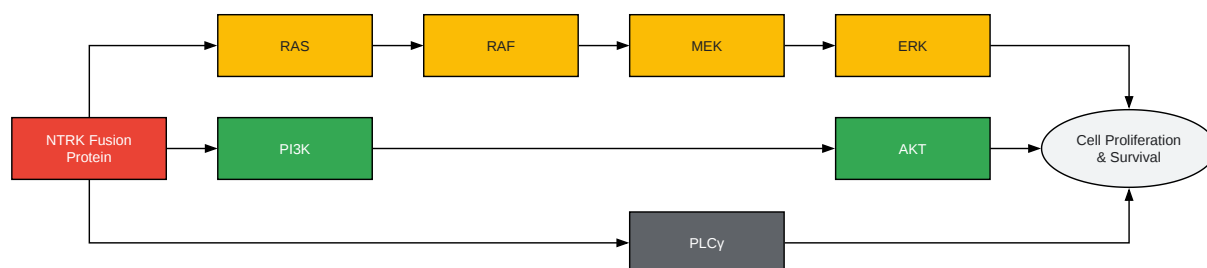 RAS
RAF
MEK
ERK
NTRK Fusion
Protein
PI3K
AKT
Cell Proliferation
& Survival
PLCγ